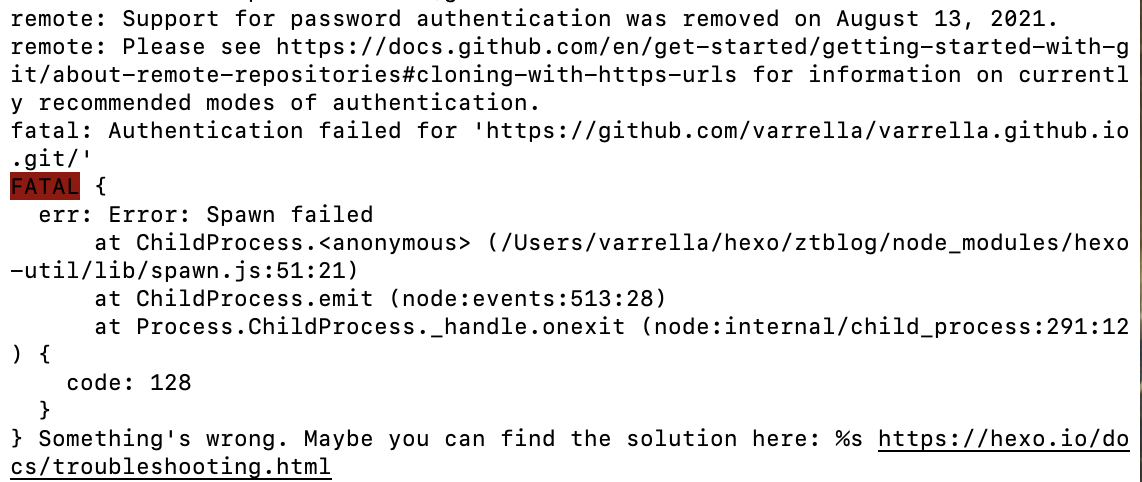 remote: Support for password authentication was removed on August 13, 2021.
remote: Please see https://docs.github.com/en/get-started/getting-started-with-g
it/about-remote-repositories#cloning-with-https-urls for information on currentl
y recommended modes of authentication.
fatal: Authentication failed for 'https://github.com/varrella/varrella.github.io
.git/'
FATAL {
  err: Error: Spawn failed
      at ChildProcess.<anonymous> (/Users/varrella/hexo/ztblog/node_modules/hexo
-util/lib/spawn.js:51:21)
      at ChildProcess.emit (node:events:513:28)
      at Process.ChildProcess._handle.onexit (node:internal/child_process:291:12
) {
    code: 128
  }
} Something's wrong. Maybe you can find the solution here: %s https://hexo.io/do
cs/troubleshooting.html